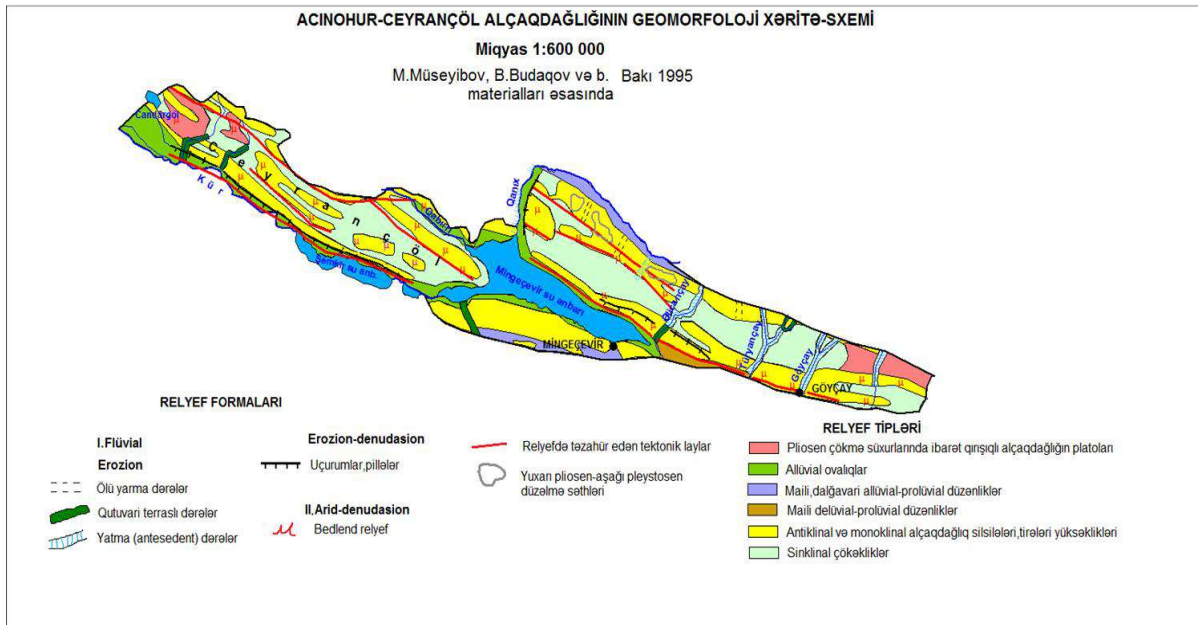 ACINOHUR-CEYRANÇÖL ALÇAQDAĞLIĞININ GEOMORFOLOJİ XƏRİTƏ-SXEMİ
Miqyas 1:600 000
M.Müseyibov, B.Budaqov və b. Bakı 1995
materialları əsasında
Candargöl
Ceyrançöl
Kür
Qanıx
Qabırrı
Şəmkir su anb.
Mingəçevir su anbarı
MİNGƏÇEVİR
Turyançay
Göyçay
GÖYÇAY
RELYEF FORMALARI
I.Flüvial
Erozion
Ölü yarma dərələr
Qutuvari terraslı dərələr
Yatma (antesedent) dərələr
Erozion-denudasion
Uçurumlar,pillələr
II.Arid-denudasion
Bedlend relyef
Relyefdə təzahür edən tektonik laylar
Yuxarı pliosen-aşağı pleystosen
düzəlmə səthləri
RELYEF TİPLƏRİ
Pliosen çökmə süxurlarında ibarət qırışıqlı alçaqdağlığın platoları
Allüvial ovalıqlar
Maili,dalğavari allüvial-prolüvial düzənliklər
Maili delüvial-prolüvial düzənliklər
Antiklinal və monoklinal alçaqdağlıq silsilələri,tirələri yüksəklikləri
Sinklinal çökəkliklər